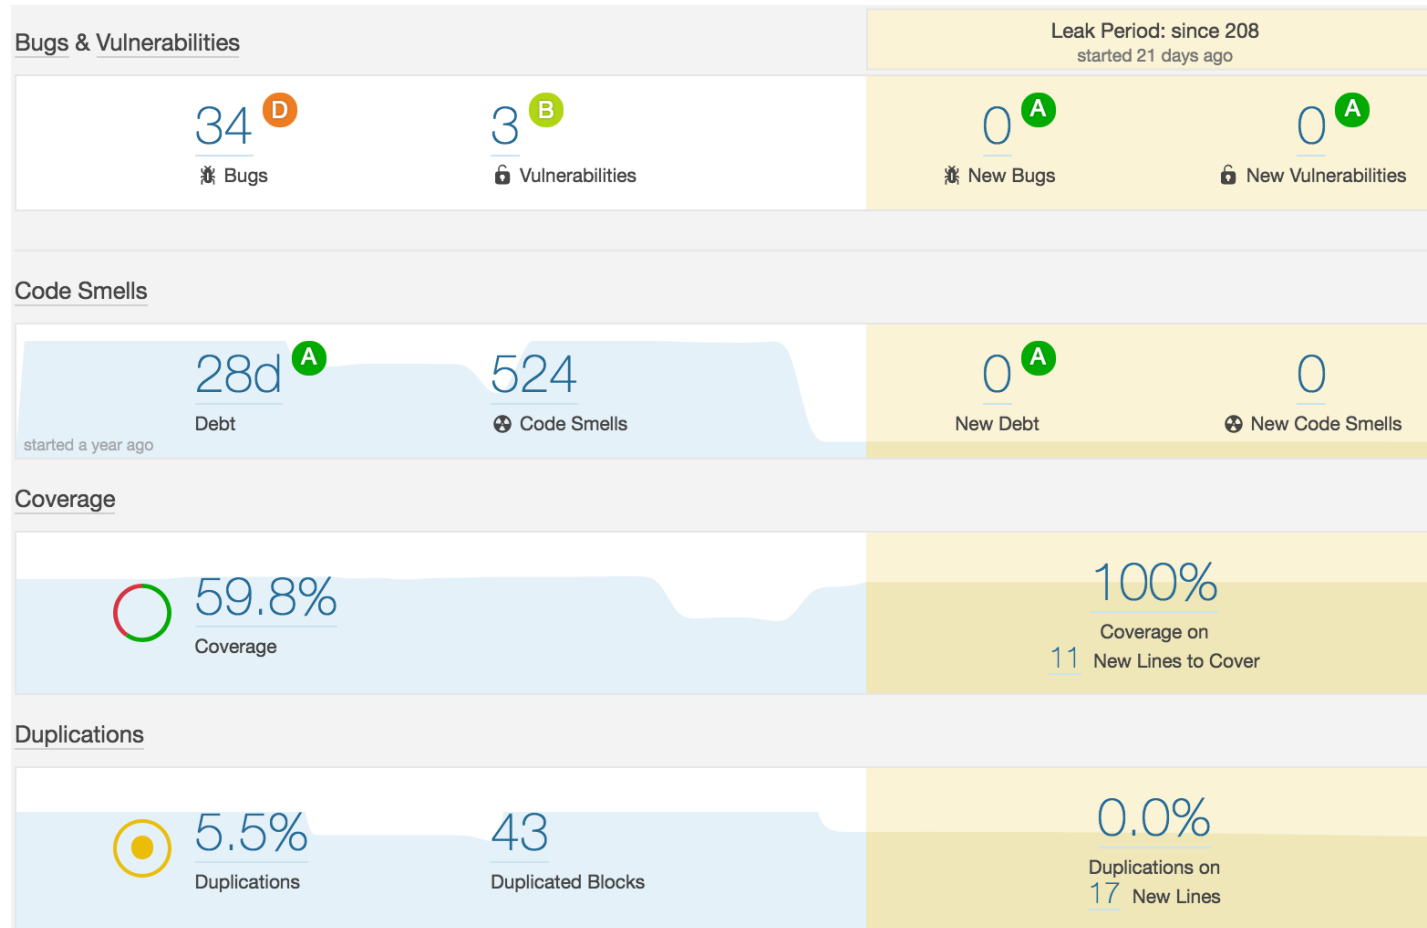 Bugs & Vulnerabilities
Leak Period: since 208
started 21 days ago
34 D
Bugs
3 B
Vulnerabilities
0 A
New Bugs
0 A
New Vulnerabilities
Code Smells
28d A
Debt
started a year ago
524
Code Smells
0 A
New Debt
0
New Code Smells
Coverage
59.8%
Coverage
100%
Coverage on
11 New Lines to Cover
Duplications
5.5%
Duplications
43
Duplicated Blocks
0.0%
Duplications on
17 New Lines